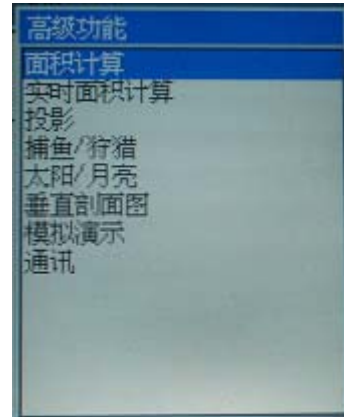 高级功能
面积计算
实时面积计算
投影
捕鱼/狩猎
太阳/月亮
垂直剖面图
模拟演示
通讯